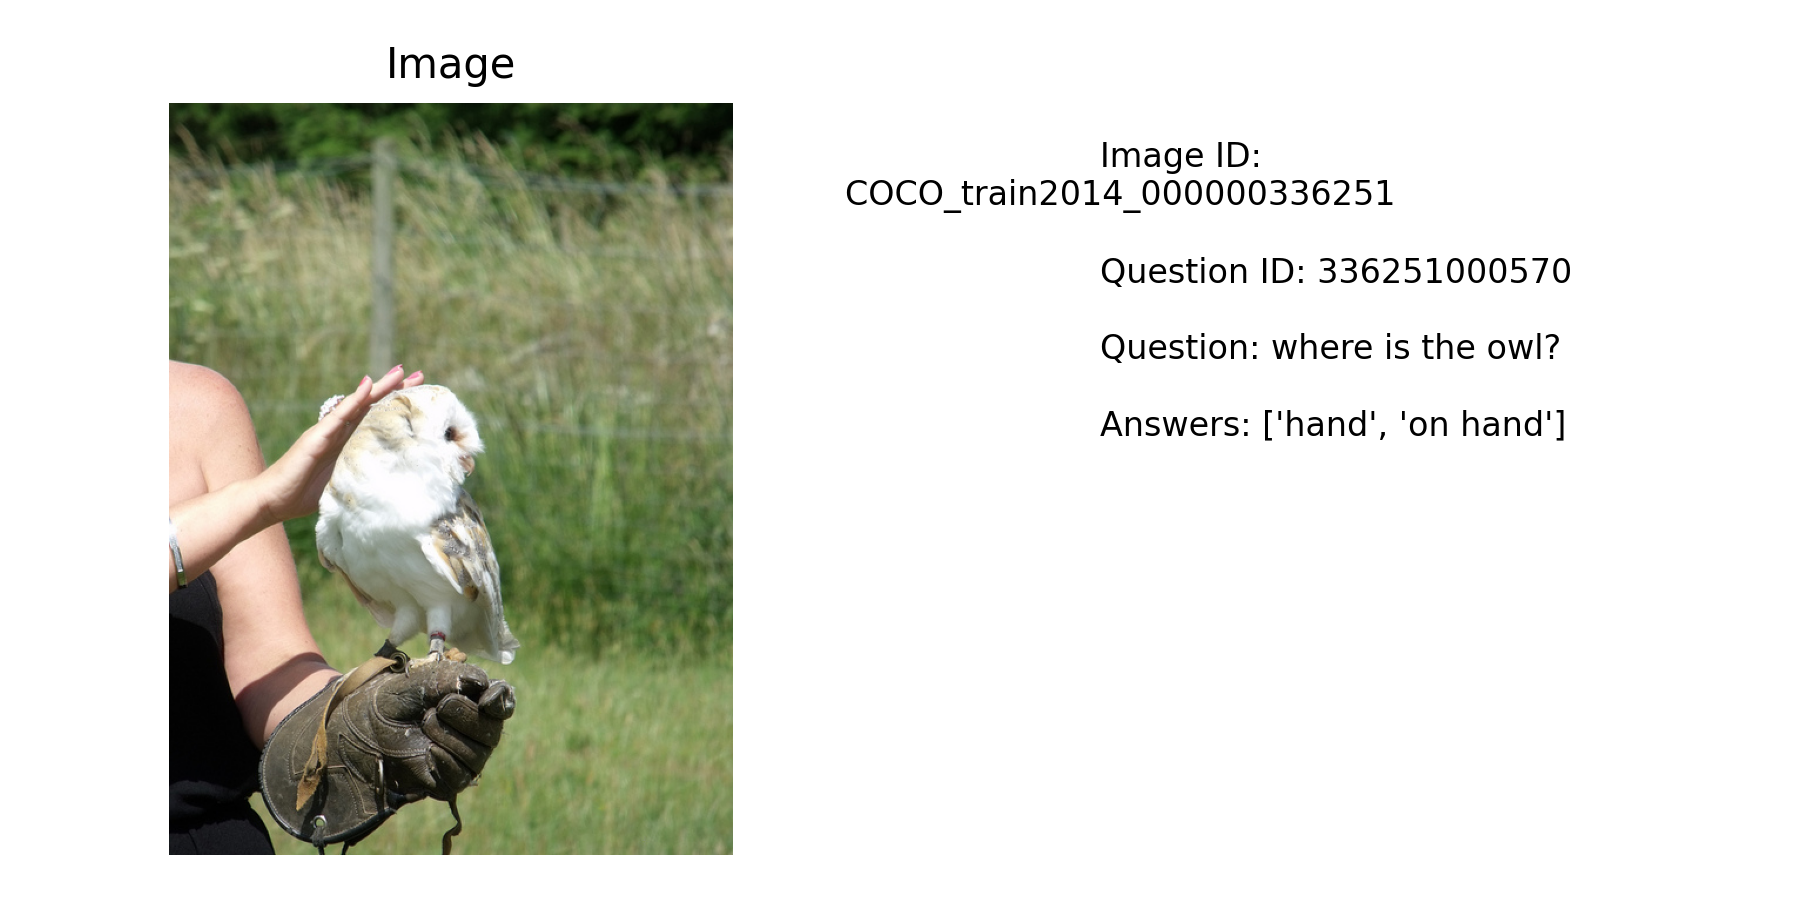 Image
Image ID:
COCO_train2014_000000336251
Question ID: 336251000570
Question: where is the owl?
Answers: ['hand', 'on hand']